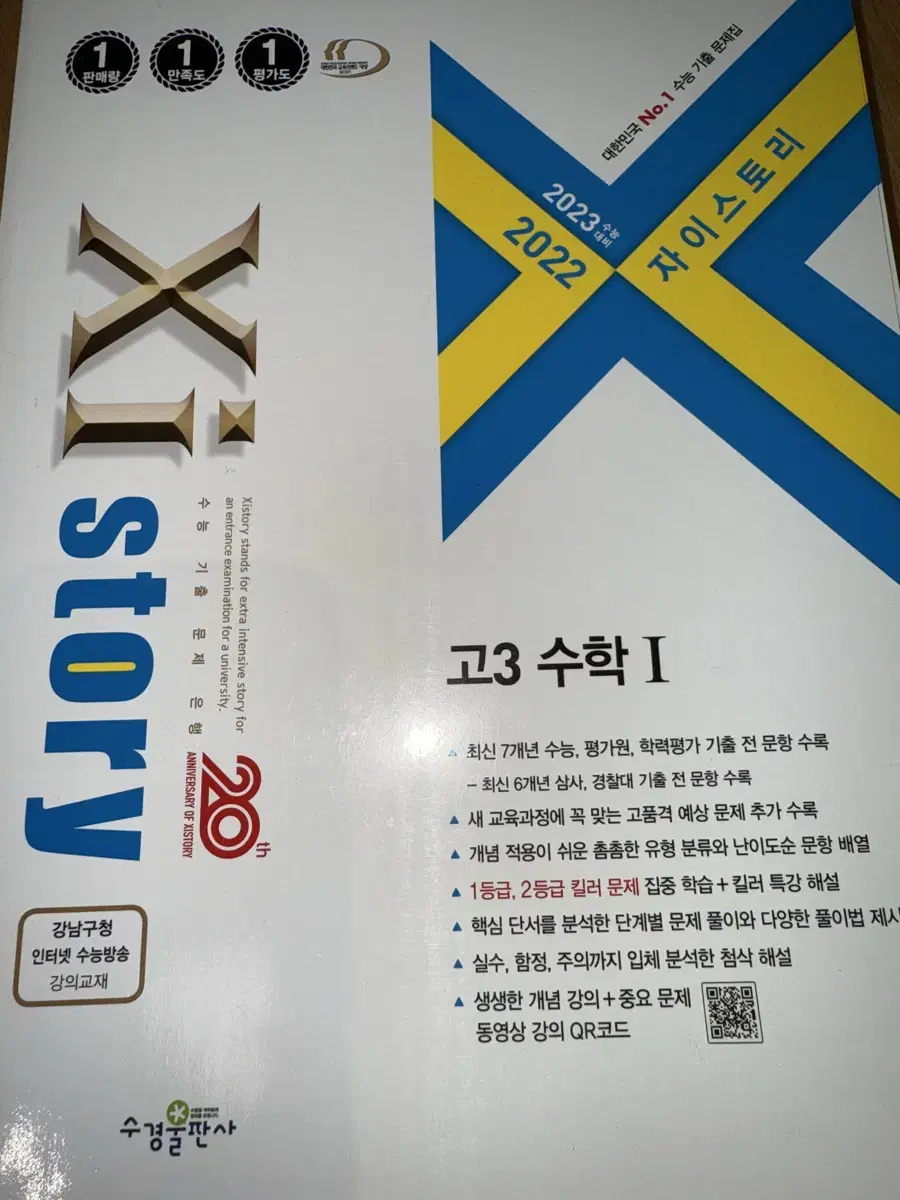 1
판매량
1
만족도
1
평가도
대한민국 교육브랜드 대상
2021
대한민국 No.1 수능 기출 문제집
자이스토리
2023 수능 대비
2022
Xi
story
Xistory stands for extra intensive story for
an entrance examination for a university.
수능 기출 문제 은행
20th
ANNIVERSARY OF XISTORY
고3 수학 I
최신 7개년 수능, 평가원, 학력평가 기출 전 문항 수록
– 최신 6개년 삼사, 경찰대 기출 전 문항 수록
새 교육과정에 꼭 맞는 고품격 예상 문제 추가 수록
개념 적용이 쉬운 촘촘한 유형 분류와 난이도순 문항 배열
1등급, 2등급 킬러 문제 집중 학습+킬러 특강 해설
핵심 단서를 분석한 단계별 문제 풀이와 다양한 풀이법 제시
실수, 함정, 주의까지 입체 분석한 첨삭 해설
생생한 개념 강의+중요 문제
동영상 강의 QR코드
강남구청
인터넷 수능방송
강의교재
수경출판사